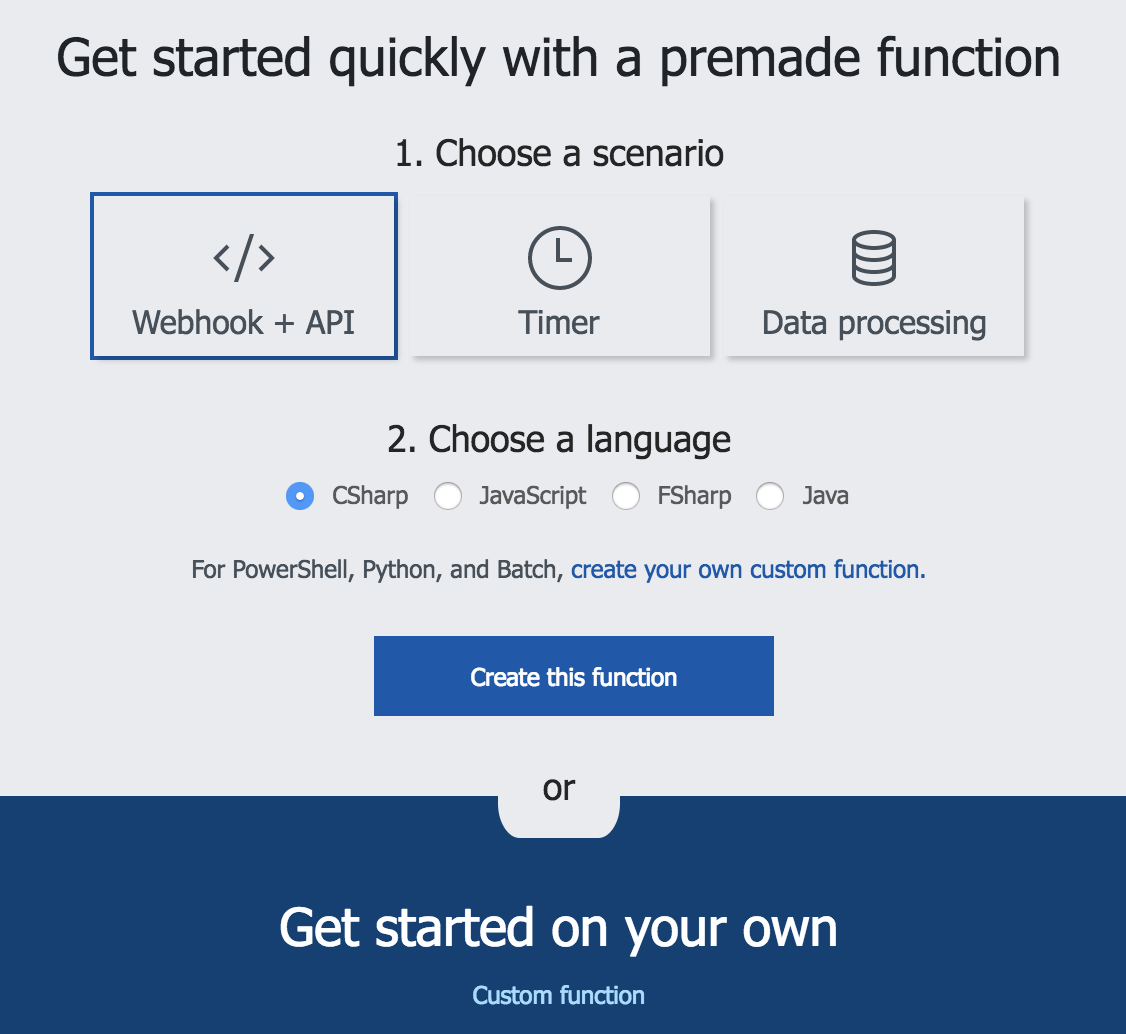 Get started quickly with a premade function
1. Choose a scenario
Webhook + API
Timer
Data processing
2. Choose a language
CSharp JavaScript FSharp Java
For PowerShell, Python, and Batch, create your own custom function.
Create this function
or
Get started on your own
Custom function